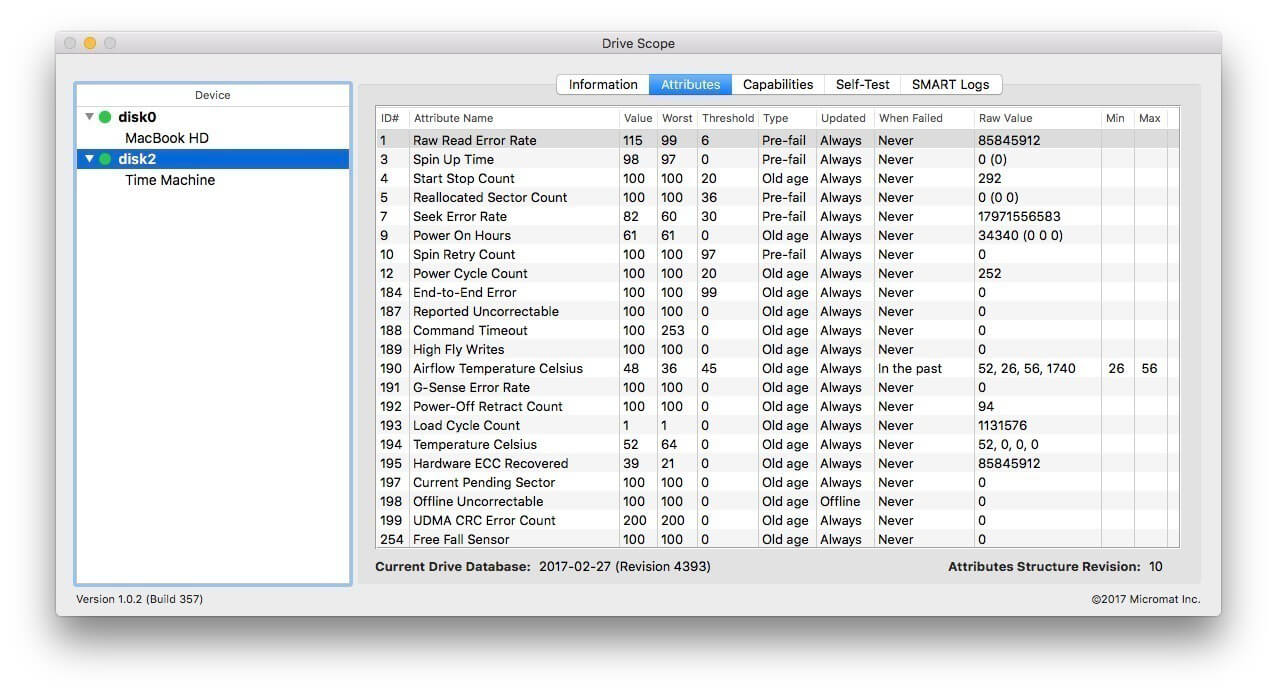 Drive Scope
Device
disk0
MacBook HD
disk2
Time Machine
Information Attributes Capabilities Self-Test SMART Logs
ID# Attribute Name Value Worst Threshold Type Updated When Failed Raw Value Min Max
1 Raw Read Error Rate 115 99 6 Pre-fail Always Never 85845912
3 Spin Up Time 98 97 0 Pre-fail Always Never 0 (0)
4 Start Stop Count 100 100 20 Old age Always Never 292
5 Reallocated Sector Count 100 100 36 Pre-fail Always Never 0 (0 0)
7 Seek Error Rate 82 60 30 Pre-fail Always Never 17971556583
9 Power On Hours 61 61 0 Old age Always Never 34340 (0 0 0)
10 Spin Retry Count 100 100 97 Pre-fail Always Never 0
12 Power Cycle Count 100 100 20 Old age Always Never 252
184 End-to-End Error 100 100 99 Old age Always Never 0
187 Reported Uncorrectable 100 100 0 Old age Always Never 0
188 Command Timeout 100 253 0 Old age Always Never 0
189 High Fly Writes 100 100 0 Old age Always Never 0
190 Airflow Temperature Celsius 48 36 45 Old age Always In the past 52, 26, 56, 1740 26 56
191 G-Sense Error Rate 100 100 0 Old age Always Never 0
192 Power-Off Retract Count 100 100 0 Old age Always Never 94
193 Load Cycle Count 1 1 0 Old age Always Never 1131576
194 Temperature Celsius 52 64 0 Old age Always Never 52, 0, 0, 0
195 Hardware ECC Recovered 39 21 0 Old age Always Never 85845912
197 Current Pending Sector 100 100 0 Old age Always Never 0
198 Offline Uncorrectable 100 100 0 Old age Offline Never 0
199 UDMA CRC Error Count 200 200 0 Old age Always Never 0
254 Free Fall Sensor 100 100 0 Old age Always Never 0
Current Drive Database: 2017-02-27 (Revision 4393) Attributes Structure Revision: 10
Version 1.0.2 (Build 357) ©2017 Micromat Inc.